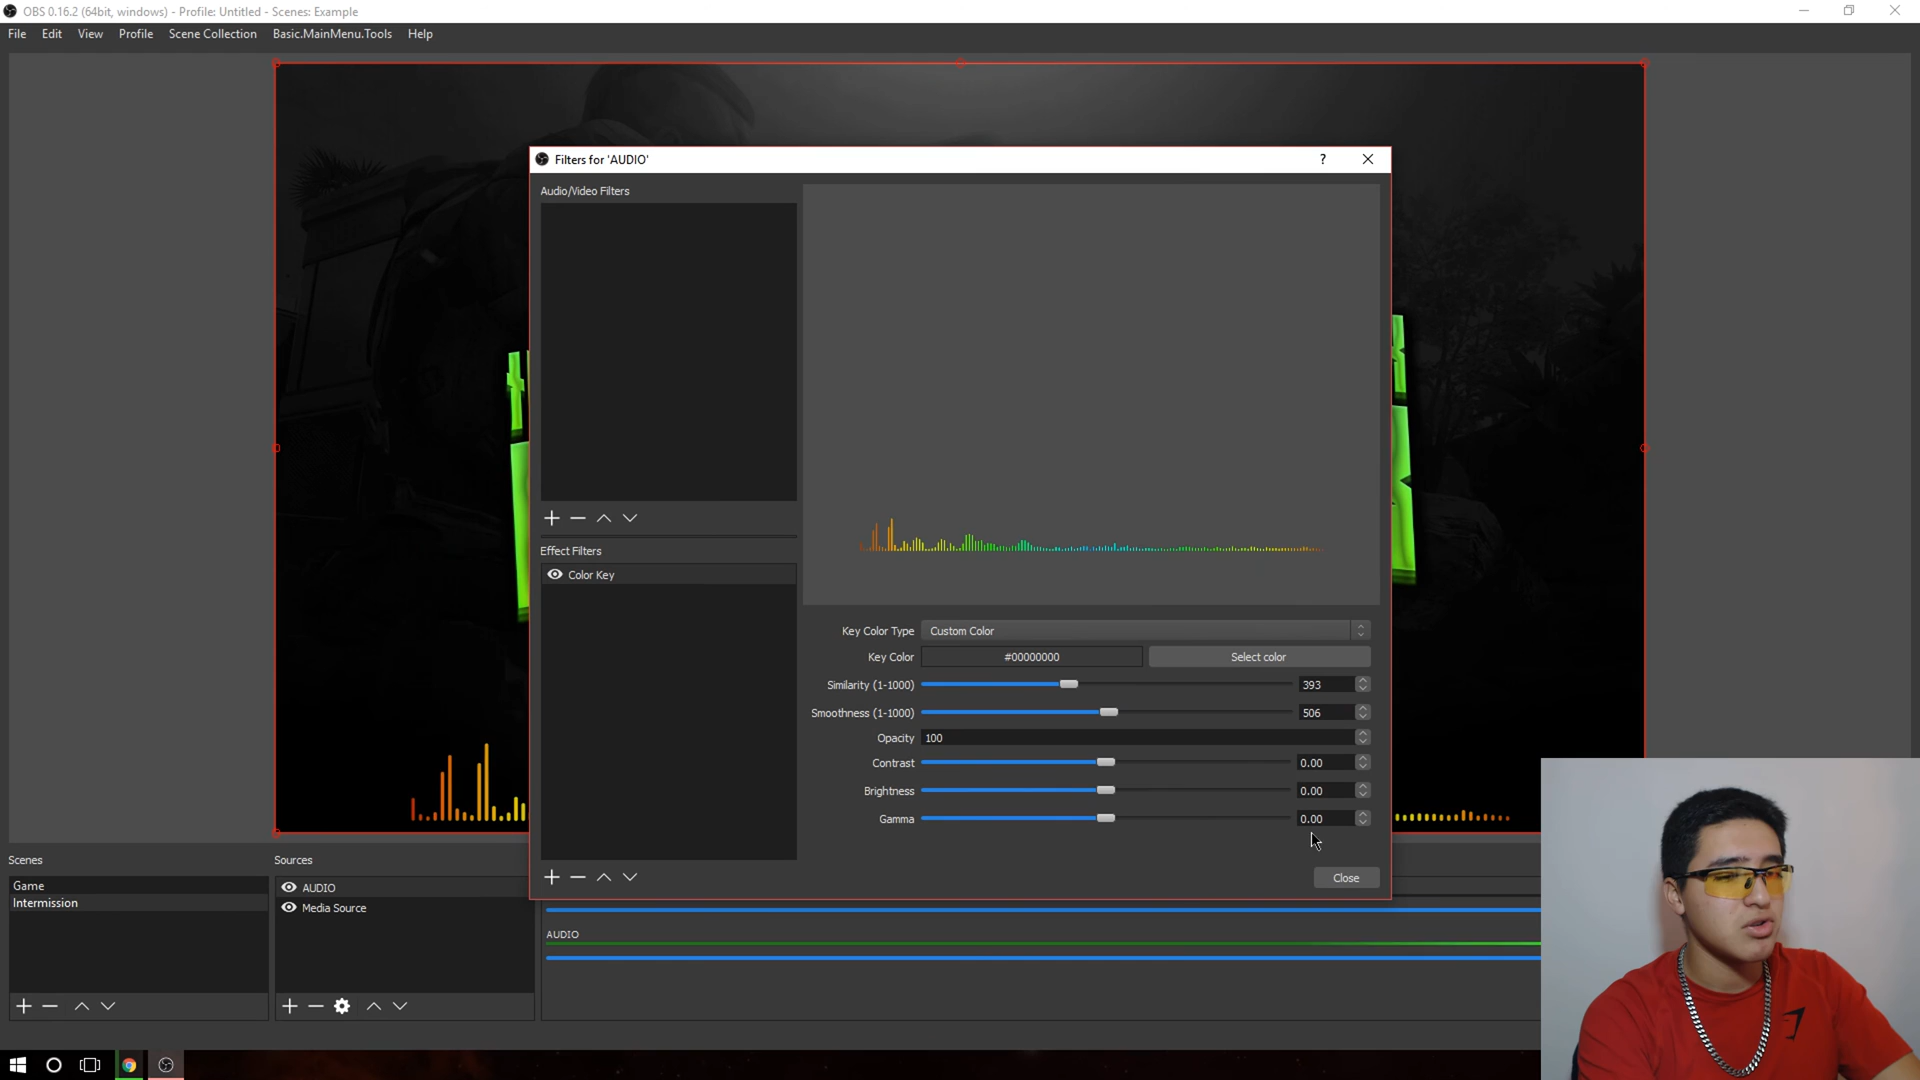 OBS 0.16.2 (64bit, windows) - Profile: Untitled - Scenes: Example
File Edit View Profile Scene Collection Basic.MainMenu.Tools Help
Filters for 'AUDIO'
?
Audio/Video Filters
Effect Filters
Color Key
Key Color Type Custom Color
Key Color #00000000 Select color
Similarity (1-1000) 393
Smoothness (1-1000) 506
Opacity 100
Contrast 0.00
Brightness 0.00
Gamma 0.00
Close
Scenes
Game
Intermission
Sources
AUDIO
Media Source
AUDIO